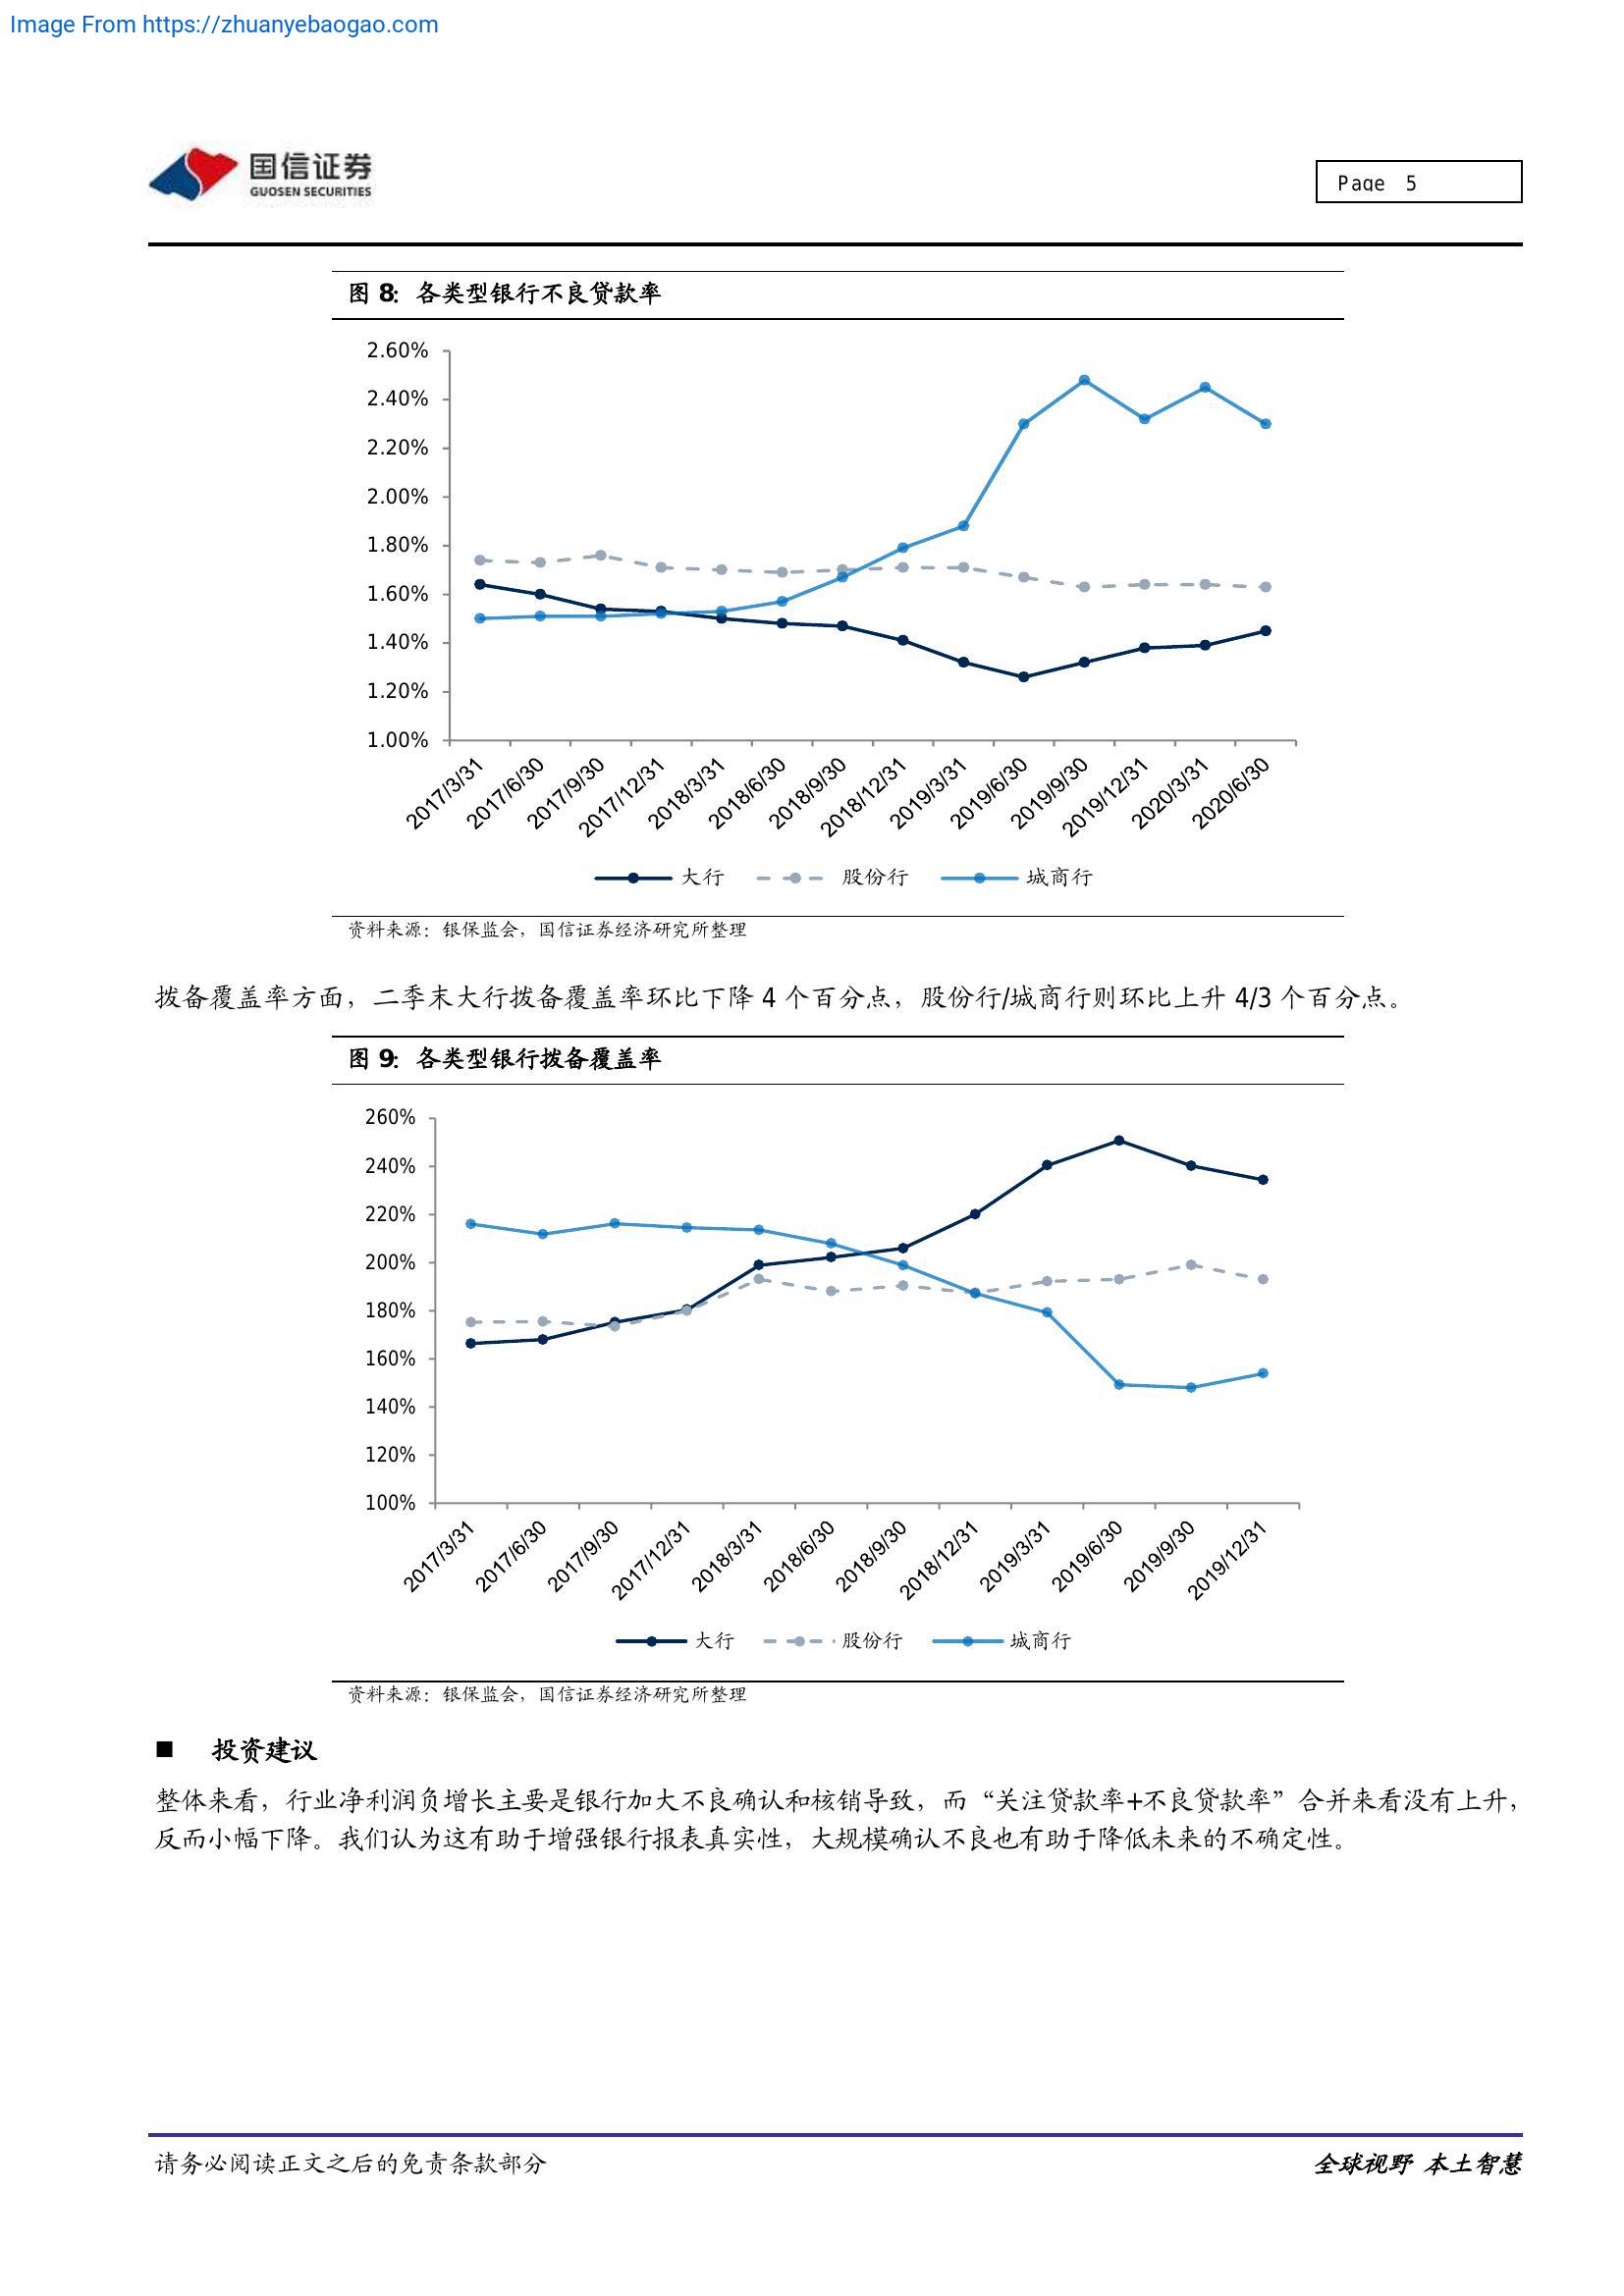 Image From https://zhuanyebaogao.com
国信证券
GUOSEN SECURITIES
Page 5
图 8：各类型银行不良贷款率
2.60%
2.40%
2.20%
2.00%
1.80%
1.60%
1.40%
1.20%
1.00%
2017/3/31
2017/6/30
2017/9/30
2017/12/31
2018/3/31
2018/6/30
2018/9/30
2018/12/31
2019/3/31
2019/6/30
2019/9/30
2019/12/31
2020/3/31
2020/6/30
大行 股份行 城商行
资料来源：银保监会，国信证券经济研究所整理
拨备覆盖率方面，二季末大行拨备覆盖率环比下降 4 个百分点，股份行/城商行则环比上升 4/3 个百分点。
图 9：各类型银行拨备覆盖率
260%
240%
220%
200%
180%
160%
140%
120%
100%
2017/3/31
2017/6/30
2017/9/30
2017/12/31
2018/3/31
2018/6/30
2018/9/30
2018/12/31
2019/3/31
2019/6/30
2019/9/30
2019/12/31
大行 股份行 城商行
资料来源：银保监会，国信证券经济研究所整理
■ 投资建议
整体来看，行业净利润负增长主要是银行加大不良确认和核销导致，而“关注贷款率+不良贷款率”合并来看没有上升，
反而小幅下降。我们认为这有助于增强银行报表真实性，大规模确认不良也有助于降低未来的不确定性。
请务必阅读正文之后的免责条款部分
全球视野 本土智慧